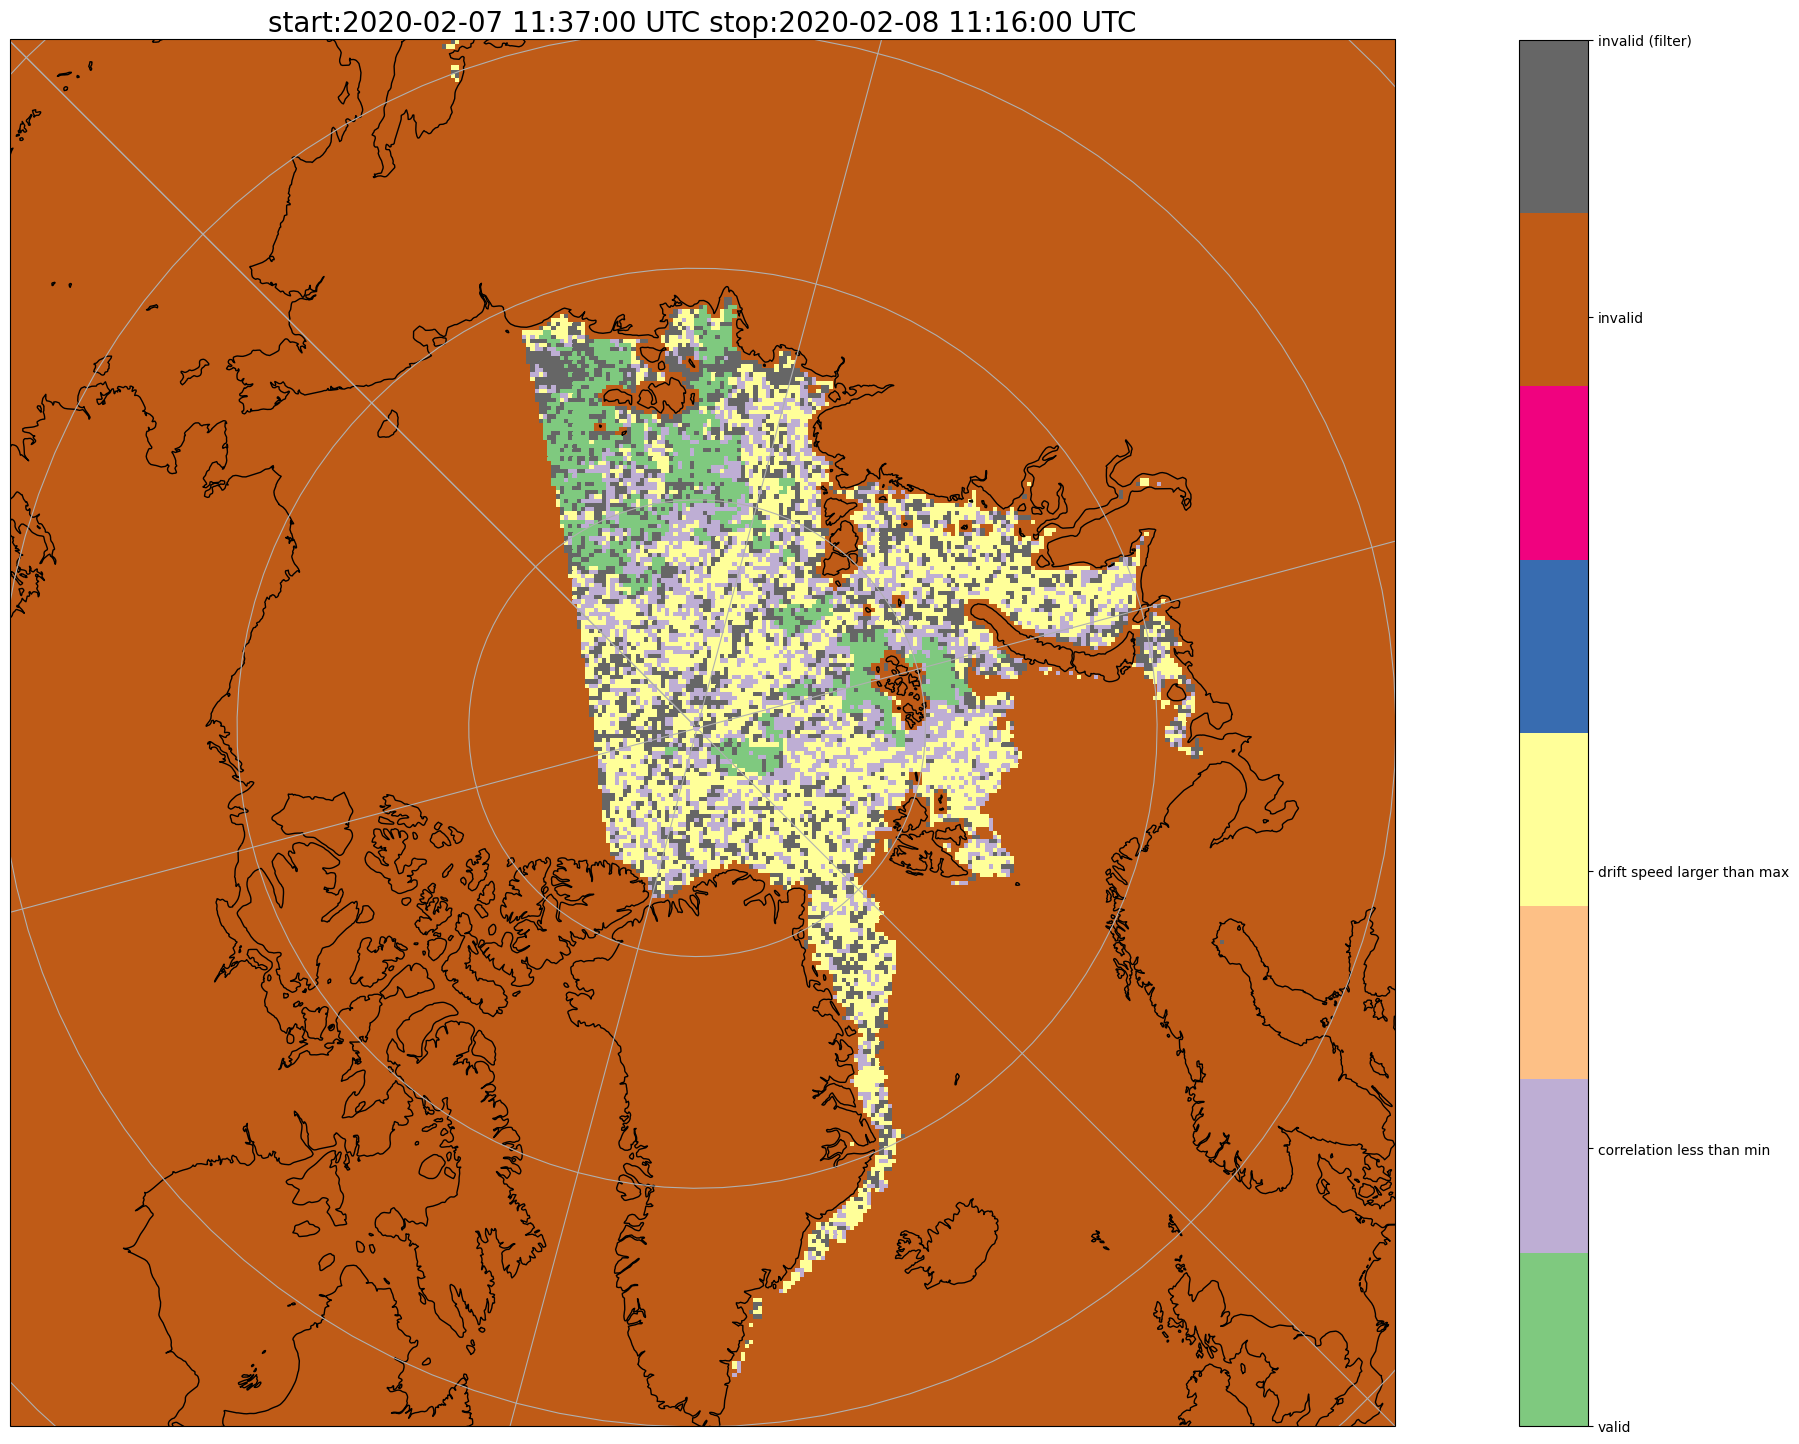 start:2020-02-07 11:37:00 UTC stop:2020-02-08 11:16:00 UTC
invalid (filter)
invalid
drift speed larger than max
correlation less than min
valid